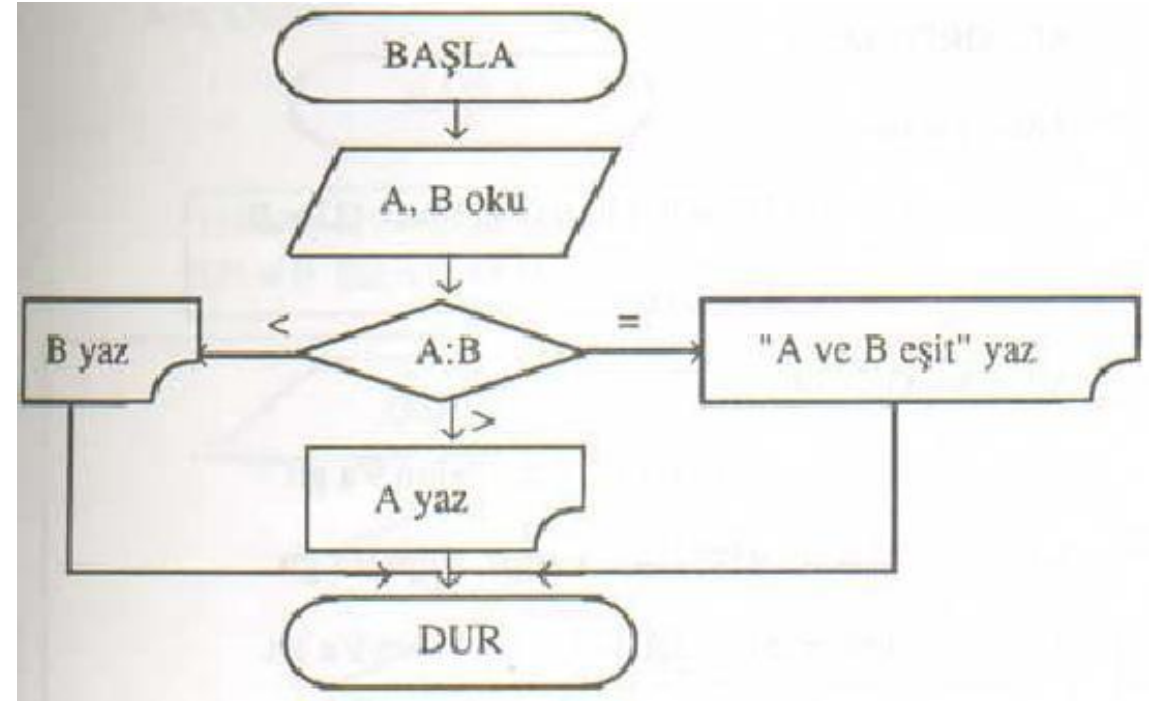 BAŞLA
A, B oku
<
=
B yaz
A:B
"A ve B eşit" yaz
>
A yaz
DUR